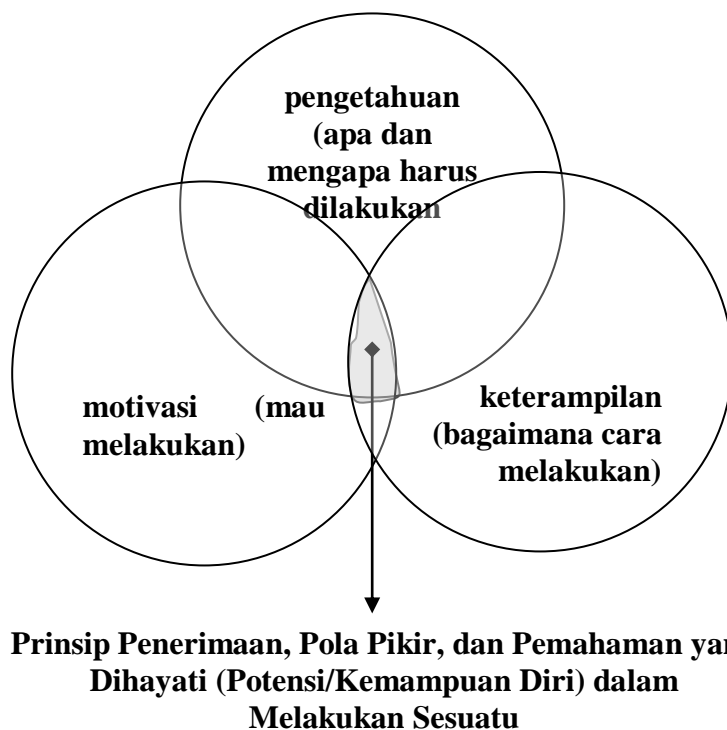 pengetahuan
(apa dan
mengapa harus
dilakukan
motivasi (mau
melakukan)
keterampilan
(bagaimana cara
melakukan)
Prinsip Penerimaan, Pola Pikir, dan Pemahaman
Dihayati (Potensi/Kemampuan Diri) dalam
Melakukan Sesuatu